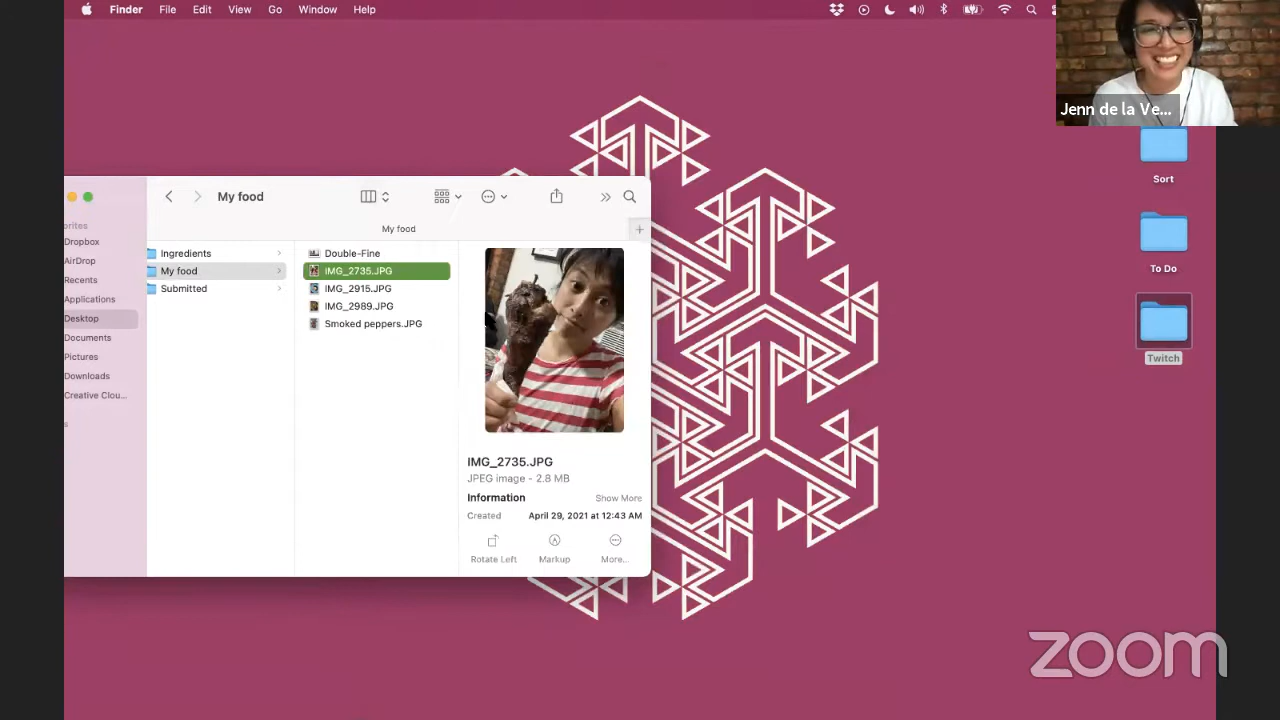 Finder File Edit View Go Window Help
Jenn de la Ve...
Sort
To Do
Twitch
My food
My food
orites
Dropbox
AirDrop
Recents
Applications
Desktop
Documents
Pictures
Downloads
Creative Clou...
s
Ingredients
My food
Submitted
Double-Fine
IMG_2735.JPG
IMG_2915.JPG
IMG_2989.JPG
Smoked peppers.JPG
IMG_2735.JPG
JPEG image - 2.8 MB
Information Show More
Created April 29, 2021 at 12:43 AM
Rotate Left Markup More...
zoom